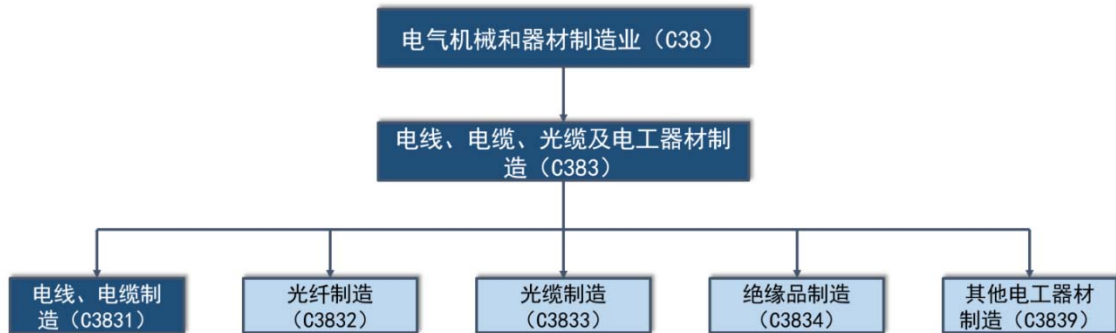 电气机械和器材制造业（C38）
电线、电缆、光缆及电工器材制
造（C383）
电线、电缆制
造（C3831）
光纤制造
（C3832）
光缆制造
（C3833）
绝缘品制造
（C3834）
其他电工器材
制造（C3839）